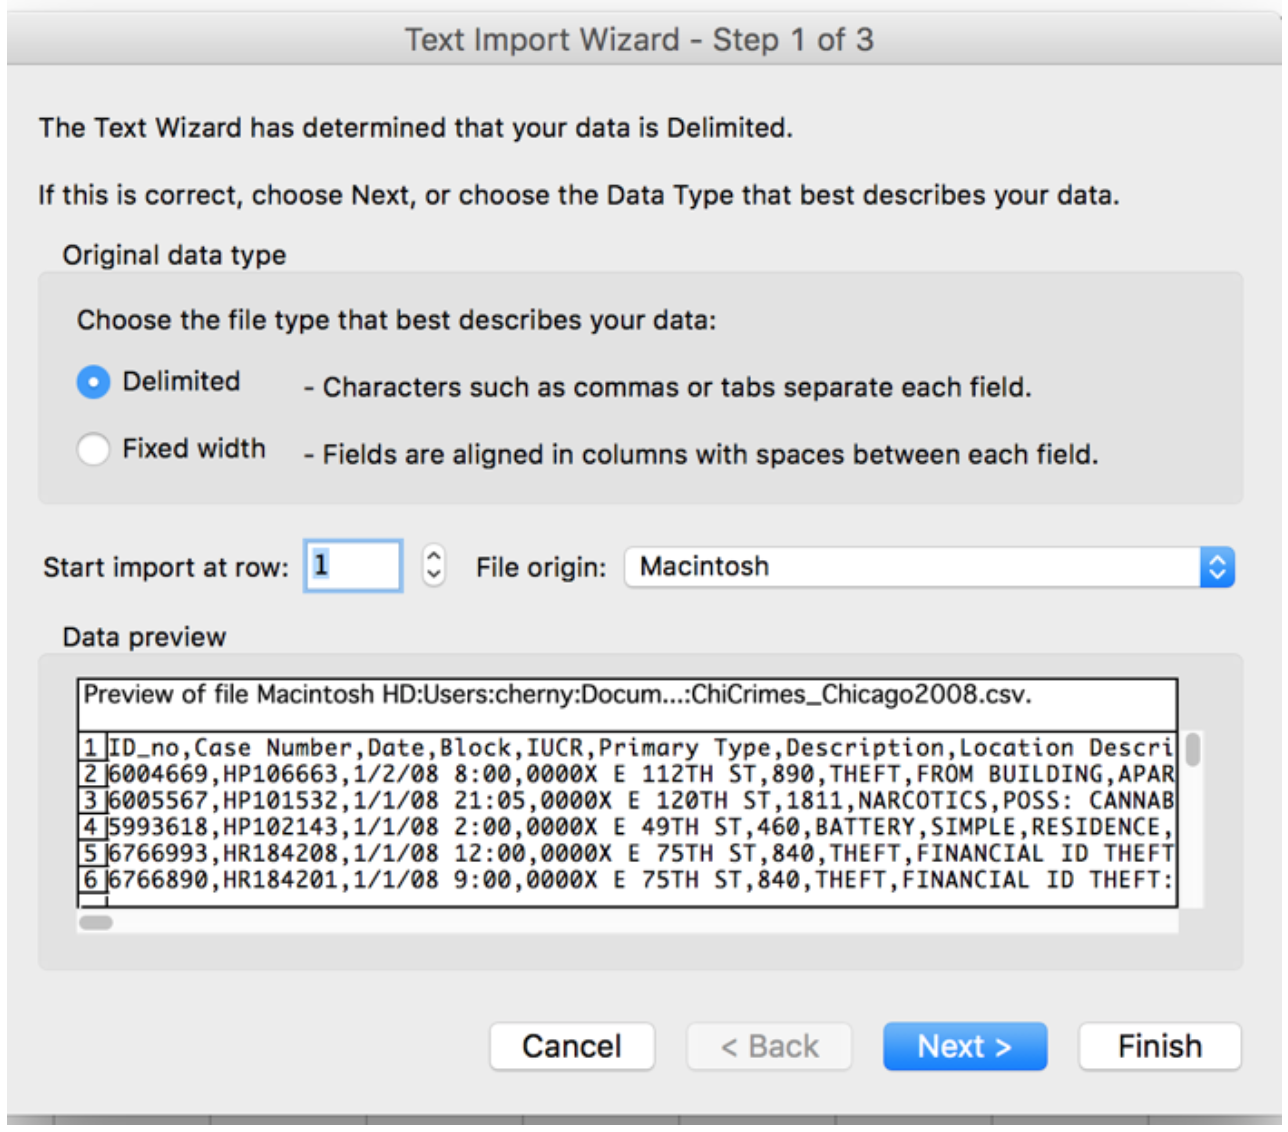 Text Import Wizard - Step 1 of 3
The Text Wizard has determined that your data is Delimited.
If this is correct, choose Next, or choose the Data Type that best describes your data.
Original data type
Choose the file type that best describes your data:
Delimited - Characters such as commas or tabs separate each field.
Fixed width - Fields are aligned in columns with spaces between each field.
Start import at row: 1 File origin: Macintosh
Data preview
Preview of file Macintosh HD:Users:cherny:Docum...:ChiCrimes_Chicago2008.csv.
1 ID_no,Case Number,Date,Block,IUCR,Primary Type,Description,Location Descri
2 6004669,HP106663,1/2/08 8:00,0000X E 112TH ST,890,THEFT,FROM BUILDING,APAR
3 6005567,HP101532,1/1/08 21:05,0000X E 120TH ST,1811,NARCOTICS,POSS: CANNAB
4 5993618,HP102143,1/1/08 2:00,0000X E 49TH ST,460,BATTERY,SIMPLE,RESIDENCE,
5 6766993,HR184208,1/1/08 12:00,0000X E 75TH ST,840,THEFT,FINANCIAL ID THEFT
6 6766890,HR184201,1/1/08 9:00,0000X E 75TH ST,840,THEFT,FINANCIAL ID THEFT:
Cancel < Back Next > Finish